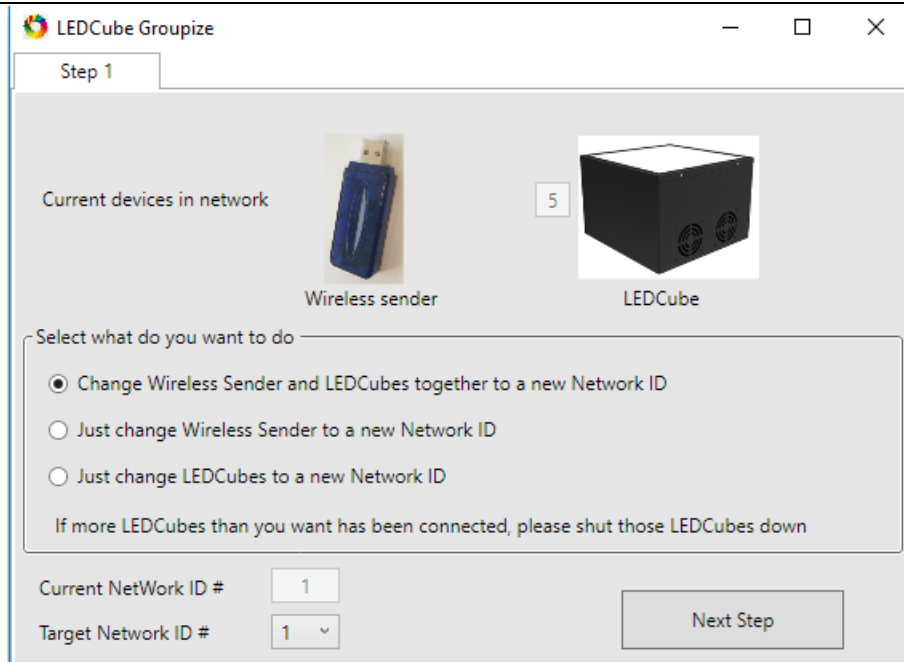 LEDCube Groupize
Step 1
Current devices in network
5
Wireless sender
LEDCube
Select what do you want to do
Change Wireless Sender and LEDCubes together to a new Network ID
Just change Wireless Sender to a new Network ID
Just change LEDCubes to a new Network ID
If more LEDCubes than you want has been connected, please shut those LEDCubes down
Current NetWork ID # 1
Target Network ID # 1
Next Step